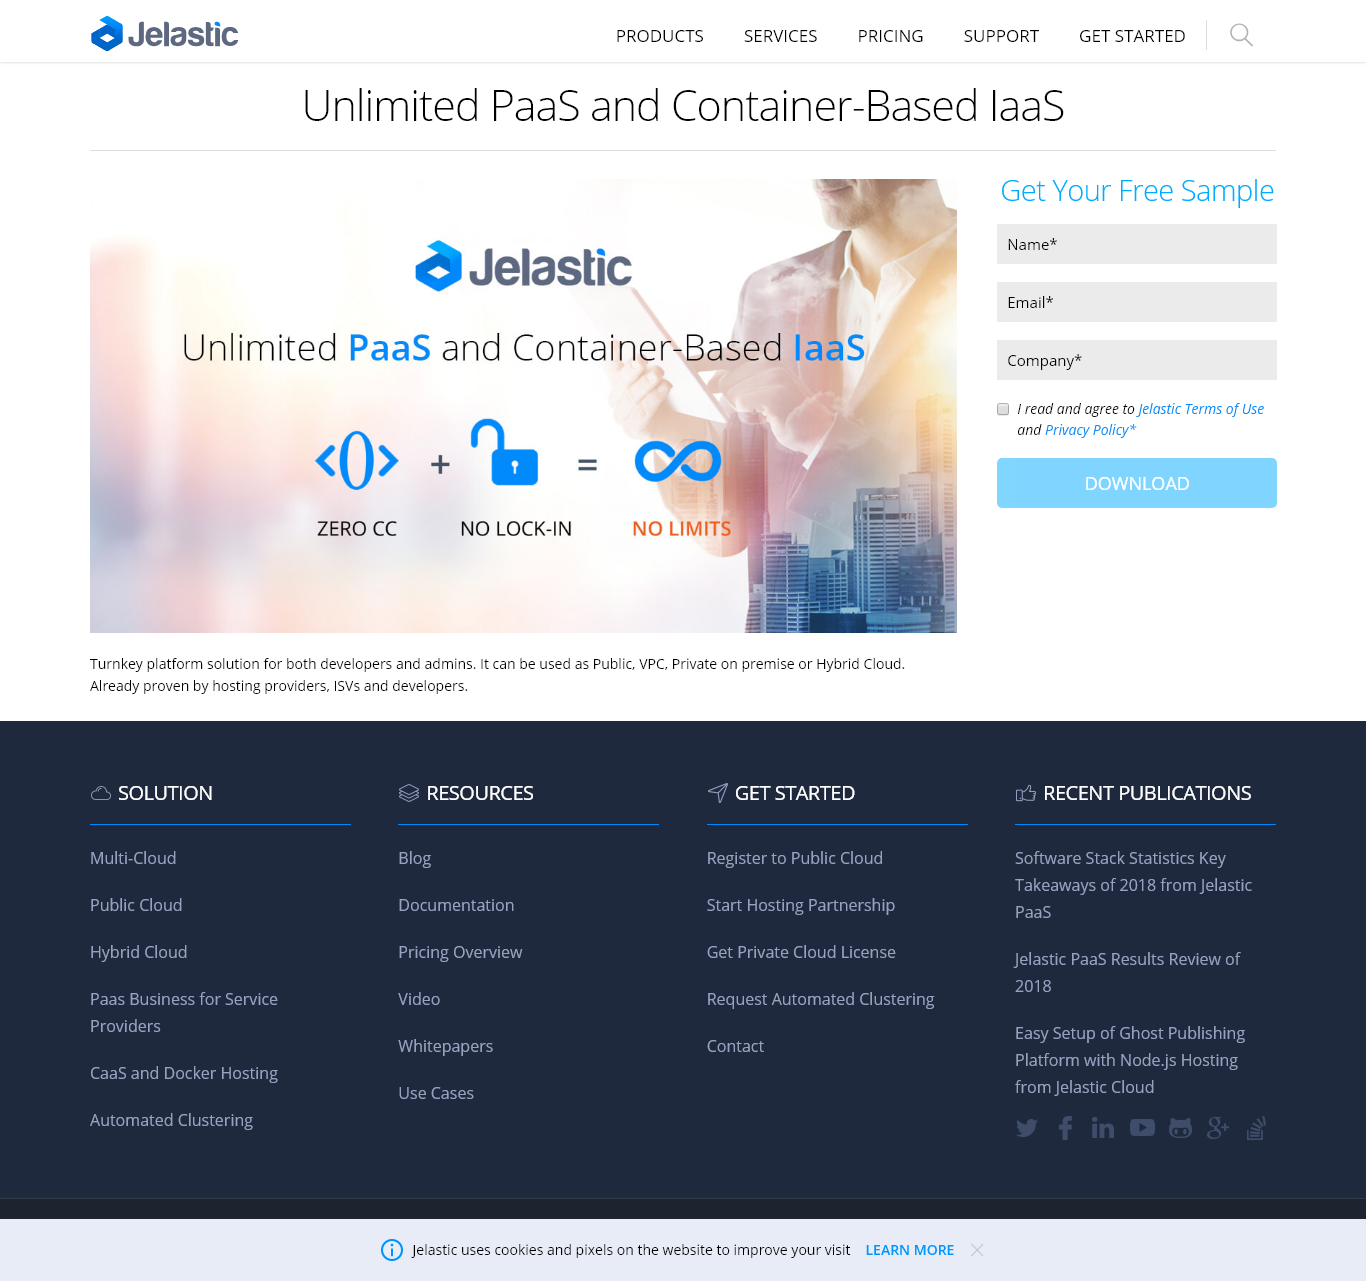 Jelastic
PRODUCTS
SERVICES
PRICING
SUPPORT
GET STARTED
Unlimited PaaS and Container-Based IaaS
Jelastic
Unlimited PaaS and Container-Based IaaS
+
=
ZERO CC
NO LOCK-IN
NO LIMITS
Turnkey platform solution for both developers and admins. It can be used as Public, VPC, Private on premise or Hybrid Cloud.
Already proven by hosting providers, ISVs and developers.
Get Your Free Sample
Name*
Email*
Company*
I read and agree to Jelastic Terms of Use
and Privacy Policy*
DOWNLOAD
SOLUTION
Multi-Cloud
Public Cloud
Hybrid Cloud
Paas Business for Service
Providers
CaaS and Docker Hosting
Automated Clustering
RESOURCES
Blog
Documentation
Pricing Overview
Video
Whitepapers
Use Cases
GET STARTED
Register to Public Cloud
Start Hosting Partnership
Get Private Cloud License
Request Automated Clustering
Contact
RECENT PUBLICATIONS
Software Stack Statistics Key
Takeaways of 2018 from Jelastic
PaaS
Jelastic PaaS Results Review of
2018
Easy Setup of Ghost Publishing
Platform with Node.js Hosting
from Jelastic Cloud
Jelastic uses cookies and pixels on the website to improve your visit LEARN MORE